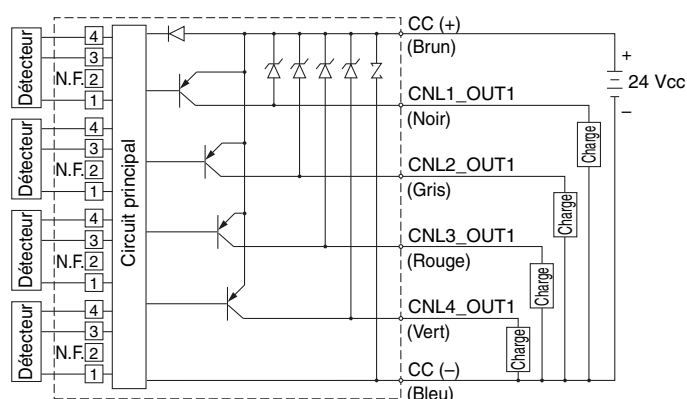 CC (+)
(Brun)
CNL1_OUT1
(Noir)
CNL2_OUT1
(Gris)
CNL3_OUT1
(Rouge)
CNL4_OUT1
(Vert)
CC (–)
(Bleu)
+
24 Vcc
–
Charge
Charge
Charge
Charge
Circuit principal
Détecteur
4
3
N.F. 2
1
Détecteur
4
3
N.F. 2
1
Détecteur
4
3
N.F. 2
1
Détecteur
4
3
N.F. 2
1